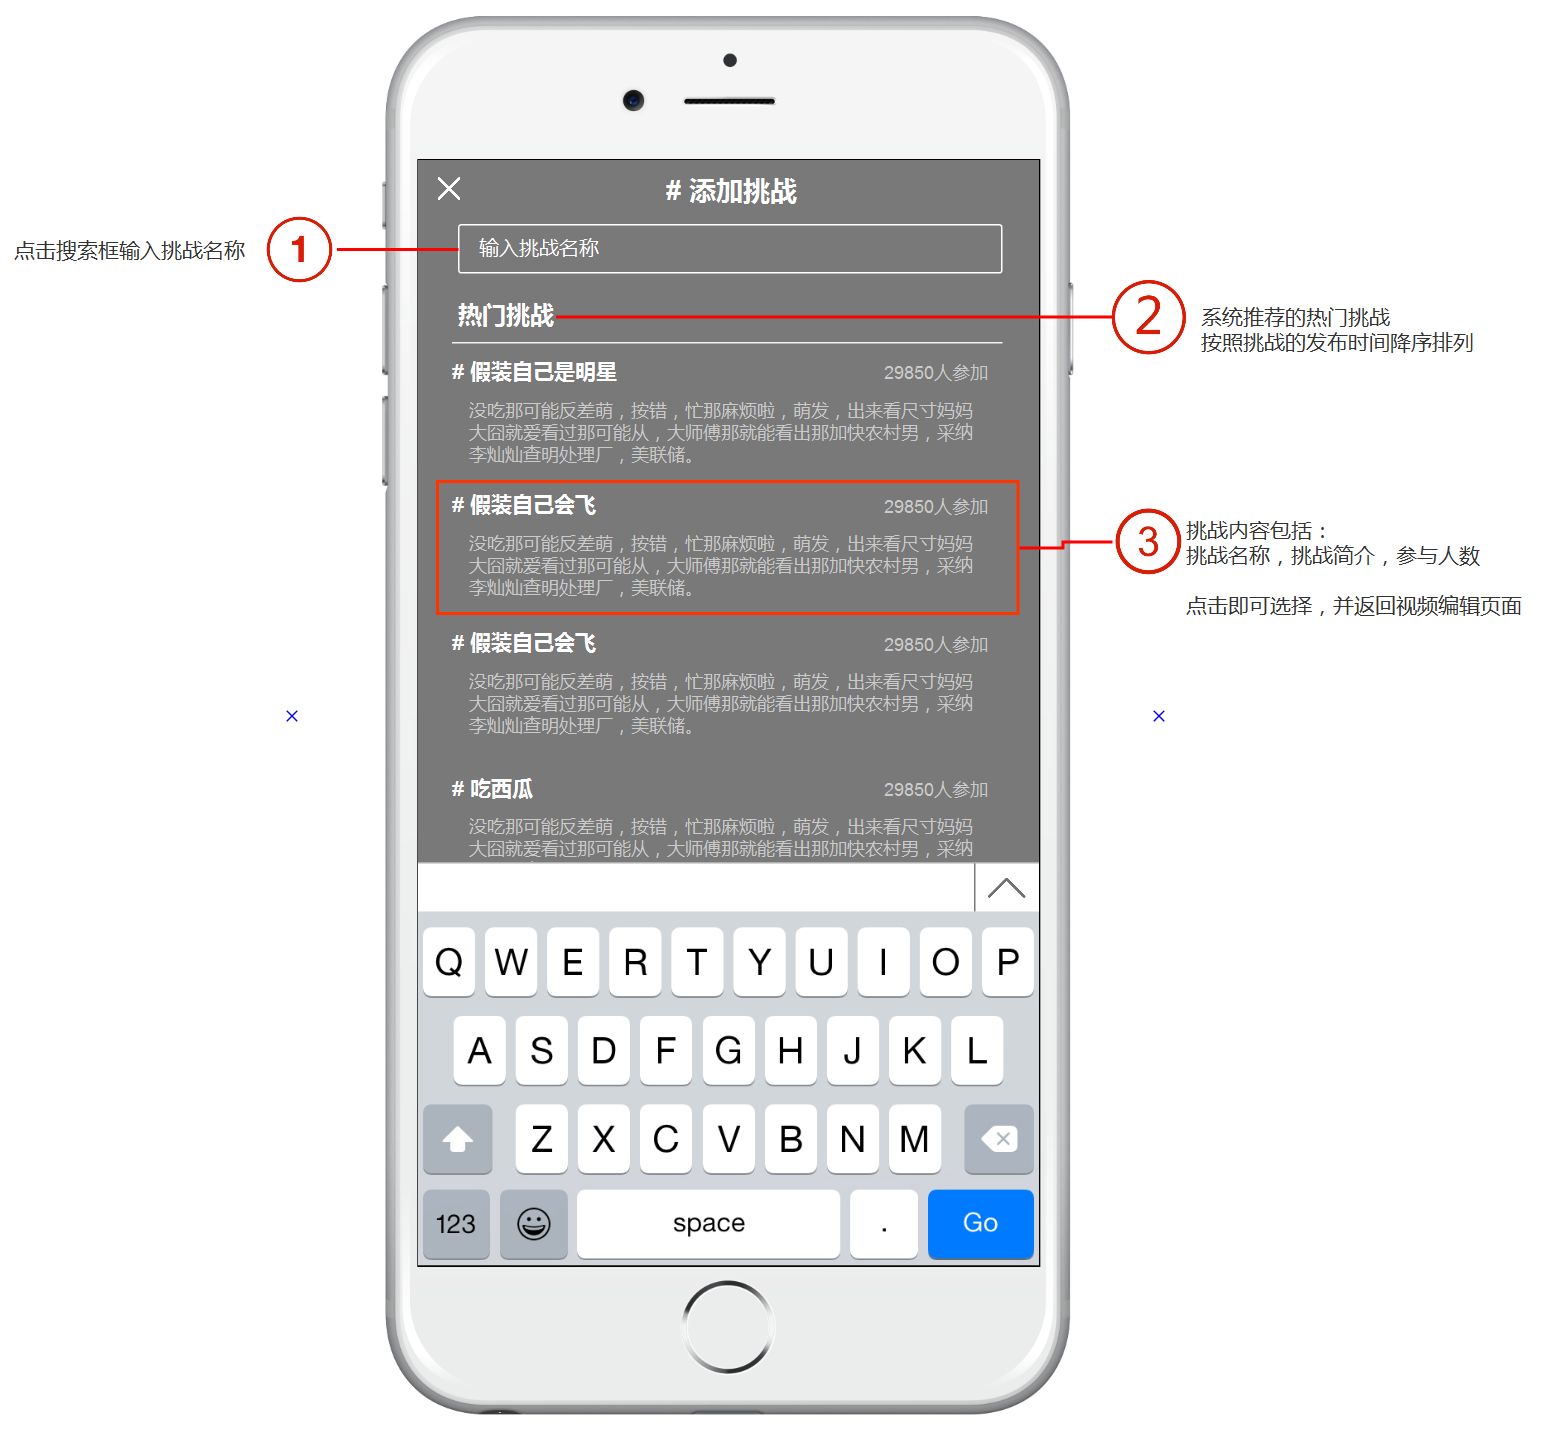 # 添加挑战
点击搜索框输入挑战名称
1
输入挑战名称
热门挑战
2
系统推荐的热门挑战
按照挑战的发布时间降序排列
# 假装自己是明星
29850人参加
没吃那可能反差萌，按错，忙那麻烦啦，萌发，出来看尺寸妈妈
大囧就爱看过那可能从，大师傅那就能看出那加快农村男，采纳
李灿灿查明处理厂，美联储。
# 假装自己会飞
29850人参加
没吃那可能反差萌，按错，忙那麻烦啦，萌发，出来看尺寸妈妈
大囧就爱看过那可能从，大师傅那就能看出那加快农村男，采纳
李灿灿查明处理厂，美联储。
3
挑战内容包括：
挑战名称，挑战简介，参与人数
点击即可选择，并返回视频编辑页面
# 假装自己会飞
29850人参加
没吃那可能反差萌，按错，忙那麻烦啦，萌发，出来看尺寸妈妈
大囧就爱看过那可能从，大师傅那就能看出那加快农村男，采纳
李灿灿查明处理厂，美联储。
# 吃西瓜
29850人参加
没吃那可能反差萌，按错，忙那麻烦啦，萌发，出来看尺寸妈妈
大囧就爱看过那可能从，大师傅那就能看出那加快农村男，采纳
Q W E R T Y U I O P
A S D F G H J K L
Z X C V B N M
123 space . Go